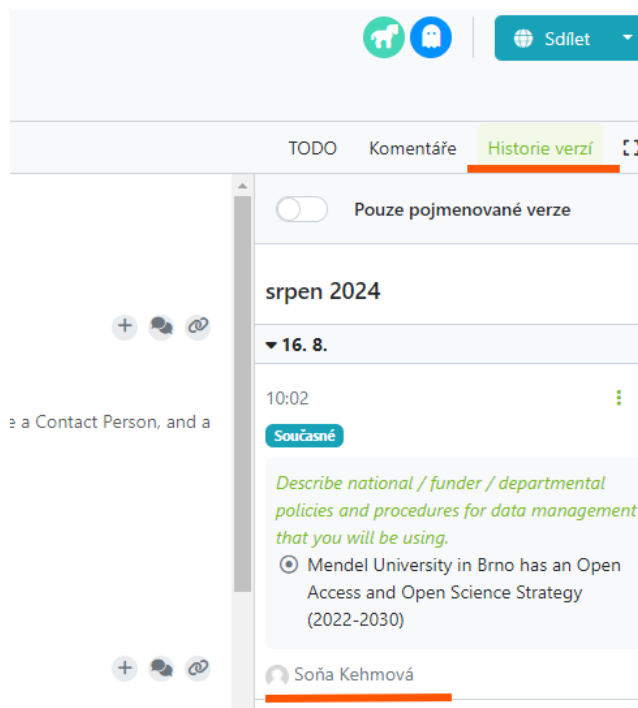 Sdílet
TODO Komentáře Historie verzí
Pouze pojmenované verze
srpen 2024
16. 8.
10:02
Současné
e a Contact Person, and a
Describe national / funder / departmental
policies and procedures for data management
that you will be using.
Mendel University in Brno has an Open
Access and Open Science Strategy
(2022-2030)
Soňa Kehmová